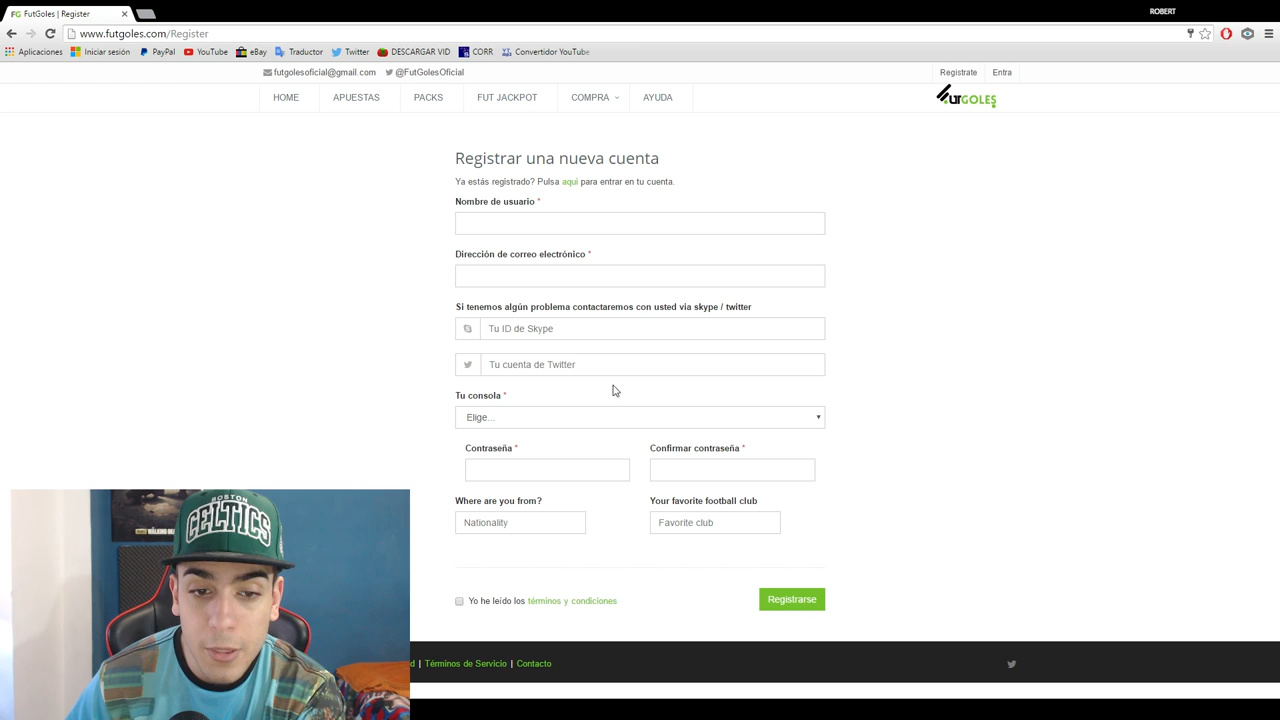 FG FutGoles | Register
ROBERT
www.futgoles.com/Register
Aplicaciones Iniciar sesión PayPal YouTube eBay Traductor Twitter DESCARGAR VID CORR Convertidor YouTube
futgolesoficial@gmail.com @FutGolesOficial Registrate Entra
HOME APUESTAS PACKS FUT JACKPOT COMPRA AYUDA FUTGOLES
Registrar una nueva cuenta
Ya estás registrado? Pulsa aqui para entrar en tu cuenta.
Nombre de usuario *
Dirección de correo electrónico *
Si tenemos algún problema contactaremos con usted via skype / twitter
Tu ID de Skype
Tu cuenta de Twitter
Tu consola *
Elige...
Contraseña * Confirmar contraseña *
Where are you from? Your favorite football club
Nationality Favorite club
Yo he leído los términos y condiciones Registrarse
d | Términos de Servicio | Contacto
BOSTON
CELTICS